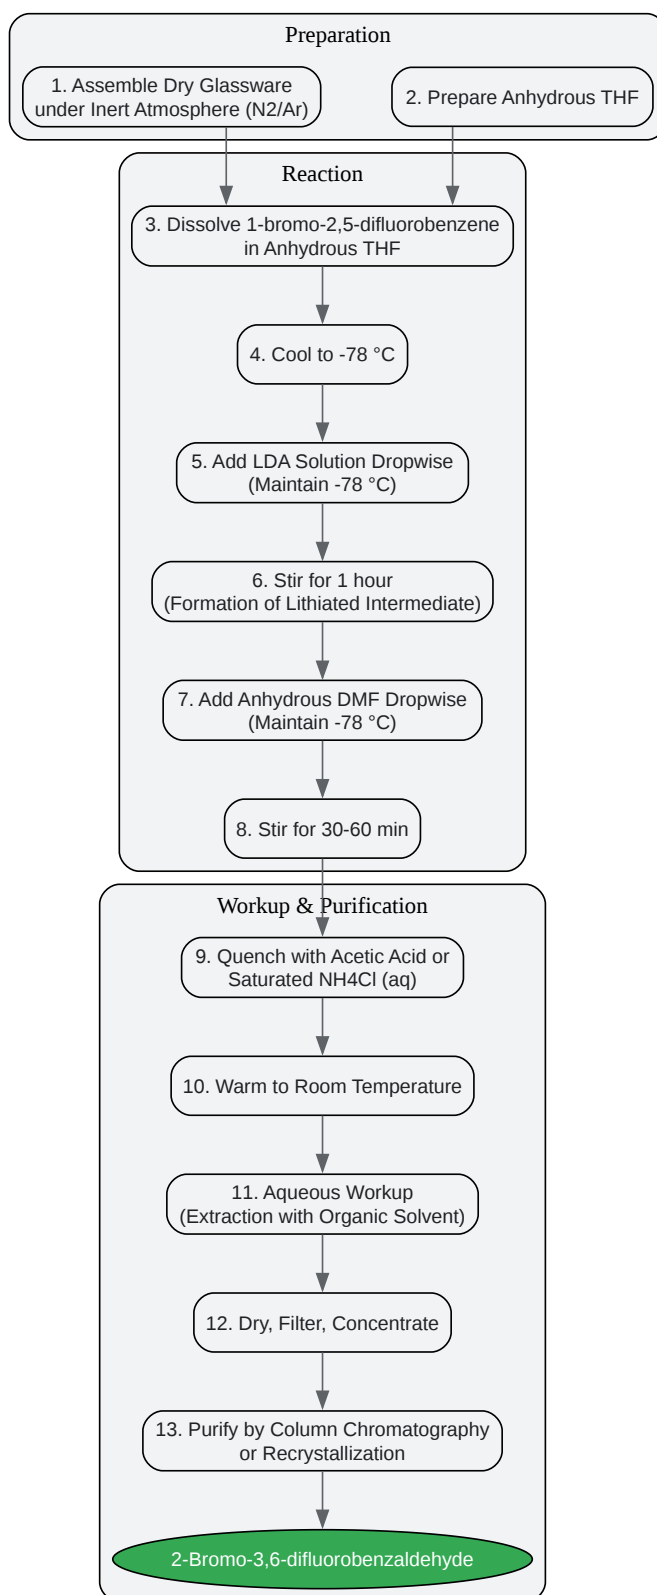 Preparation
1. Assemble Dry Glassware
under Inert Atmosphere (N2/Ar)
2. Prepare Anhydrous THF
Reaction
3. Dissolve 1-bromo-2,5-difluorobenzene
in Anhydrous THF
4. Cool to -78 °C
5. Add LDA Solution Dropwise
(Maintain -78 °C)
6. Stir for 1 hour
(Formation of Lithiated Intermediate)
7. Add Anhydrous DMF Dropwise
(Maintain -78 °C)
8. Stir for 30-60 min
Workup & Purification
9. Quench with Acetic Acid or
Saturated NH4Cl (aq)
10. Warm to Room Temperature
11. Aqueous Workup
(Extraction with Organic Solvent)
12. Dry, Filter, Concentrate
13. Purify by Column Chromatography
or Recrystallization
2-Bromo-3,6-difluorobenzaldehyde